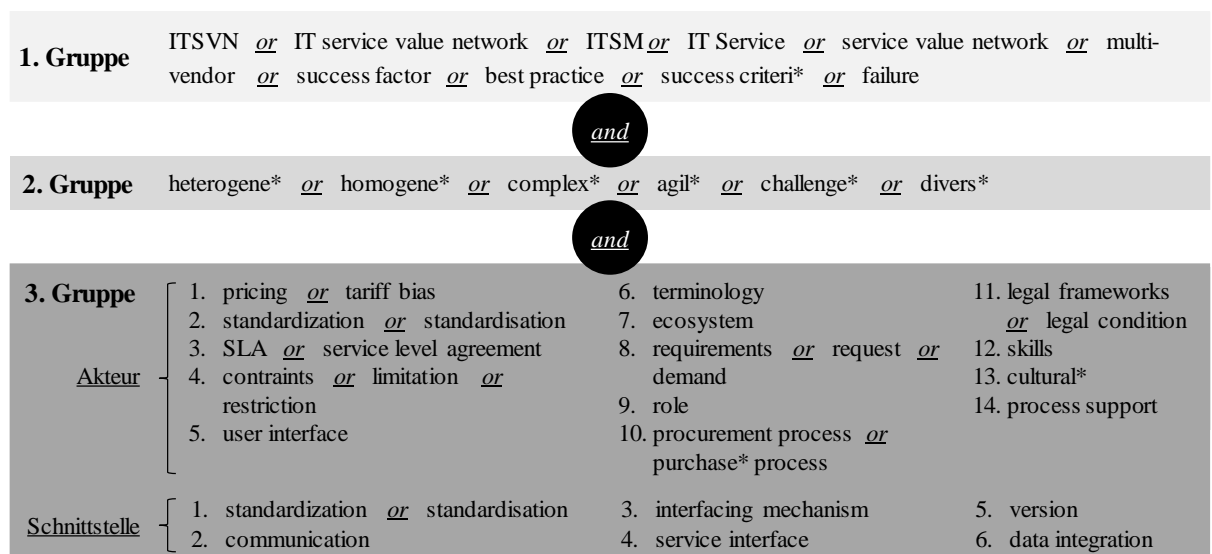 1. Gruppe
ITSVN or IT service value network or ITSM or IT Service or service value network or multi-
vendor or success factor or best practice or success criteri* or failure
and
2. Gruppe
heterogene* or homogene* or complex* or agil* or challenge* or divers*
and
3. Gruppe
Akteur
1. pricing or tariff bias
2. standardization or standardisation
3. SLA or service level agreement
4. contraints or limitation or
restriction
5. user interface
6. terminology
7. ecosystem
8. requirements or request or
demand
9. role
10. procurement process or
purchase* process
11. legal frameworks
or legal condition
12. skills
13. cultural*
14. process support
Schnittstelle
1. standardization or standardisation
2. communication
3. interfacing mechanism
4. service interface
5. version
6. data integration